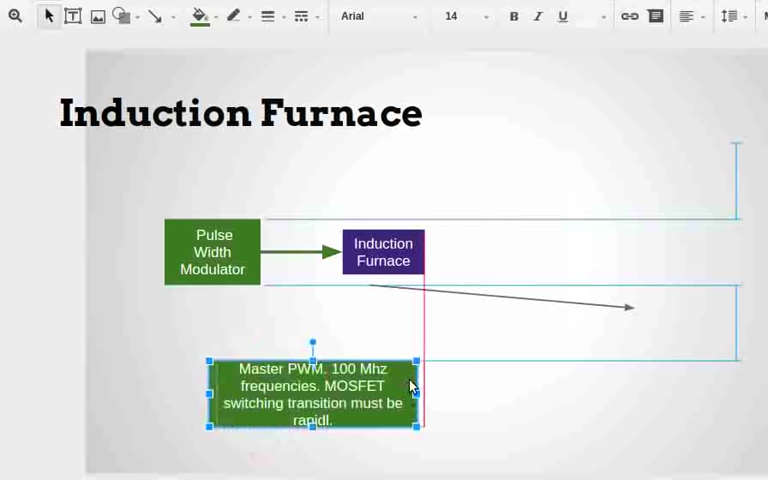 Arial 14 B I U
Induction Furnace
Pulse
Width
Modulator
Induction
Furnace
Master PWM. 100 Mhz
frequencies. MOSFET
switching transition must be
rapidl.